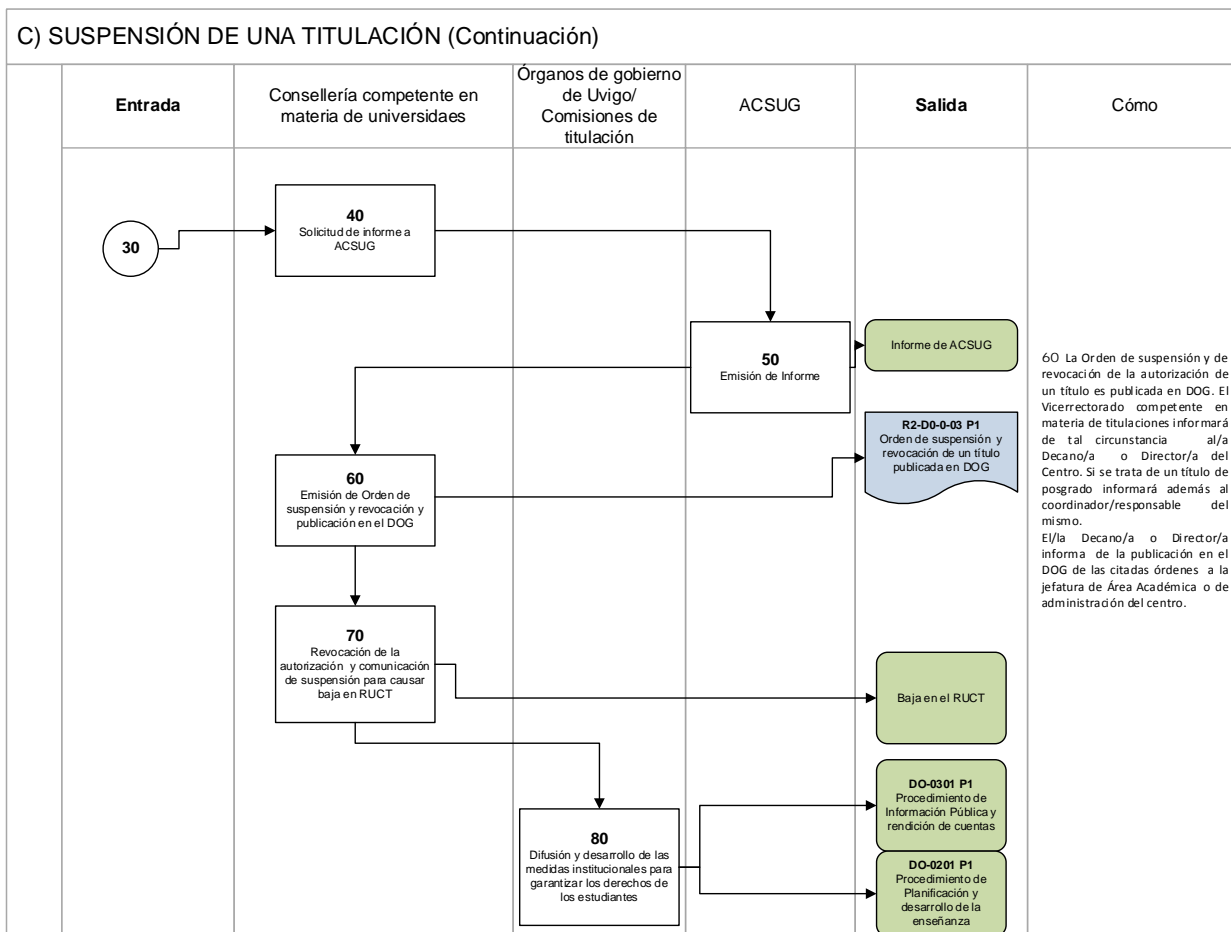 C) SUSPENSIÓN DE UNA TITULACIÓN (Continuación)
Entrada
Consellería competente en
materia de universidaes
Órganos de gobierno
de Uvigo/
Comisiones de
titulación
ACSUG
Salida
Cómo
30
40
Solicitud de informe a
ACSUG
50
Emisión de Informe
Informe de ACSUG
R2-D0-0-03 P1
Orden de suspensión y
revocación de un título
publicada en DOG
60
Emisión de Orden de
suspensión y revocación y
publicación en el DOG
60 La Orden de suspensión y de
revocación de la autorización de
un título es publicada en DOG. El
Vicerrectorado competente en
materia de titulaciones informará
de tal circunstancia al/a
Decano/a o Director/a del
Centro. Si se trata de un título de
posgrado informará además al
coordinador/responsable del
mismo.
El/la Decano/a o Director/a
informa de la publicación en el
DOG de las citadas órdenes a la
jefatura de Área Académica o de
administración del centro.
70
Revocación de la
autorización y comunicación
de suspensión para causar
baja en RUCT
Baja en el RUCT
80
Difusión y desarrollo de las
medidas institucionales para
garantizar los derechos de
los estudiantes
DO-0301 P1
Procedimiento de
Información Pública y
rendición de cuentas
DO-0201 P1
Procedimiento de
Planificación y
desarrollo de la
enseñanza